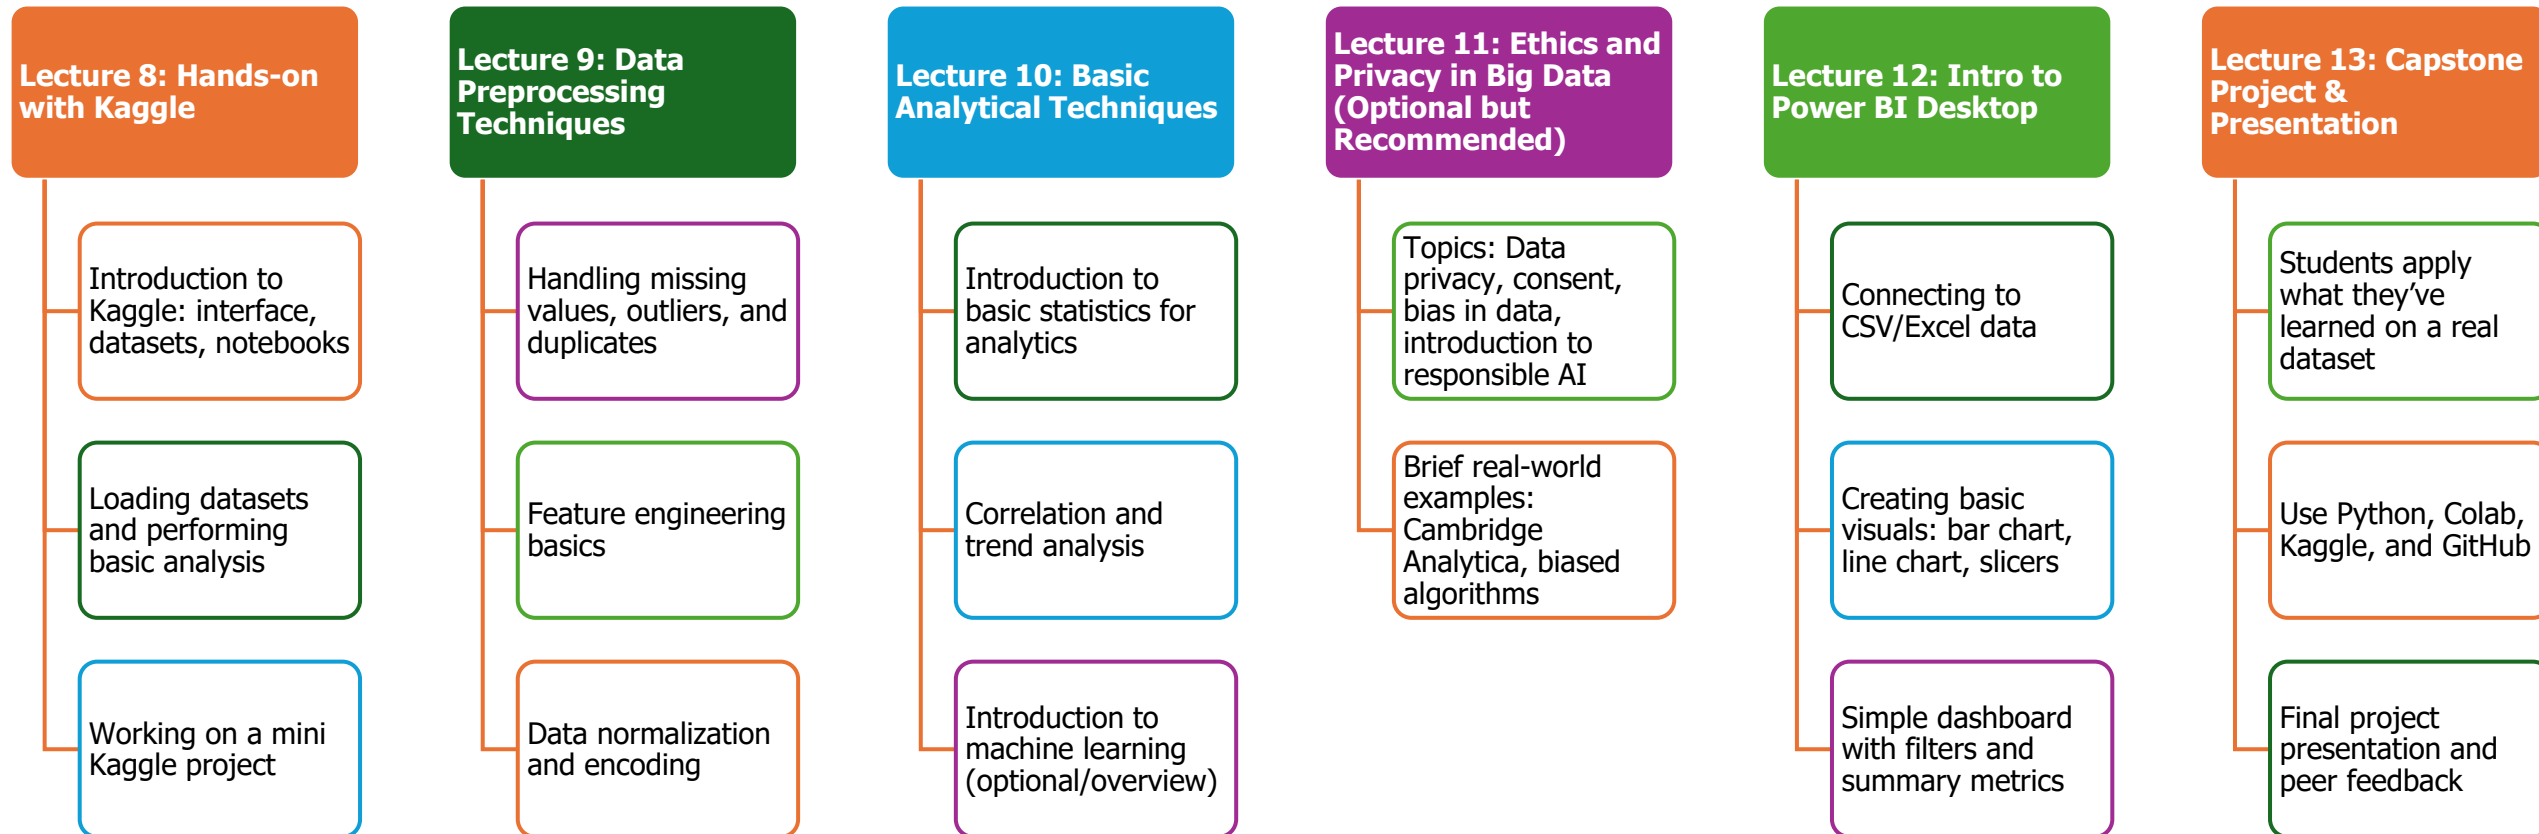 Lecture 8: Hands-on
with Kaggle
Introduction to
Kaggle: interface,
datasets, notebooks
Loading datasets
and performing
basic analysis
Working on a mini
Kaggle project
Lecture 9: Data
Preprocessing
Techniques
Handling missing
values, outliers, and
duplicates
Feature engineering
basics
Data normalization
and encoding
Lecture 10: Basic
Analytical Techniques
Introduction to
basic statistics for
analytics
Correlation and
trend analysis
Introduction to
machine learning
(optional/overview)
Lecture 11: Ethics and
Privacy in Big Data
(Optional but
Recommended)
Topics: Data
privacy, consent,
bias in data,
introduction to
responsible AI
Brief real-world
examples:
Cambridge
Analytica, biased
algorithms
Lecture 12: Intro to
Power BI Desktop
Connecting to
CSV/Excel data
Creating basic
visuals: bar chart,
line chart, slicers
Simple dashboard
with filters and
summary metrics
Lecture 13: Capstone
Project &
Presentation
Students apply
what they’ve
learned on a real
dataset
Use Python, Colab,
Kaggle, and GitHub
Final project
presentation and
peer feedback